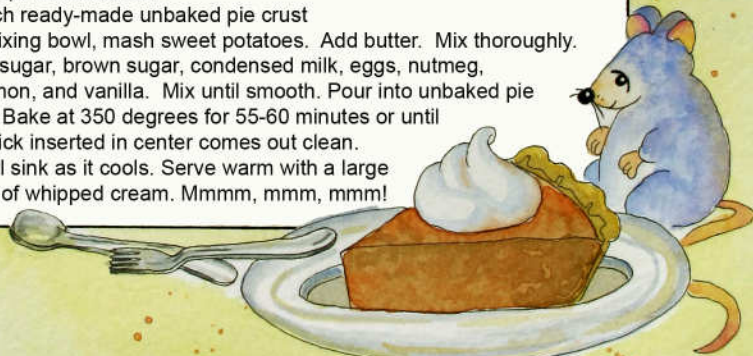 ch ready-made unbaked pie crust
ixing bowl, mash sweet potatoes.  Add butter.  Mix thoroughly.
sugar, brown sugar, condensed milk, eggs, nutmeg,
mon, and vanilla.  Mix until smooth. Pour into unbaked pie
Bake at 350 degrees for 55-60 minutes or until
ick inserted in center comes out clean.
l sink as it cools. Serve warm with a large
of whipped cream. Mmmm, mmm, mmm!